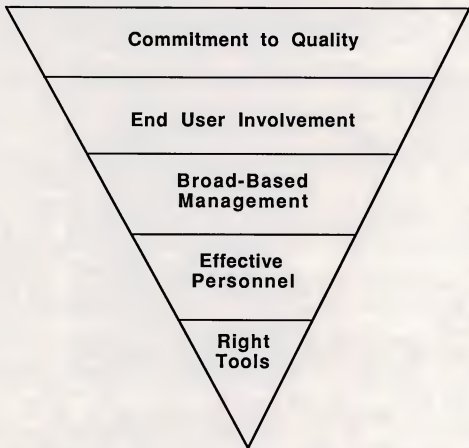 Commitment to Quality
End User Involvement
Broad-Based
Management
Effective
Personnel
Right
Tools